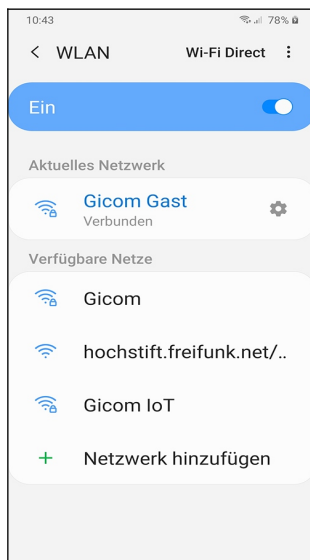 10:43
78%
WLAN
Wi-Fi Direct
Ein
Aktuelles Netzwerk
Gicom Gast
Verbunden
Verfügbare Netze
Gicom
hochstift.freifunk.net/..
Gicom IoT
Netzwerk hinzufügen